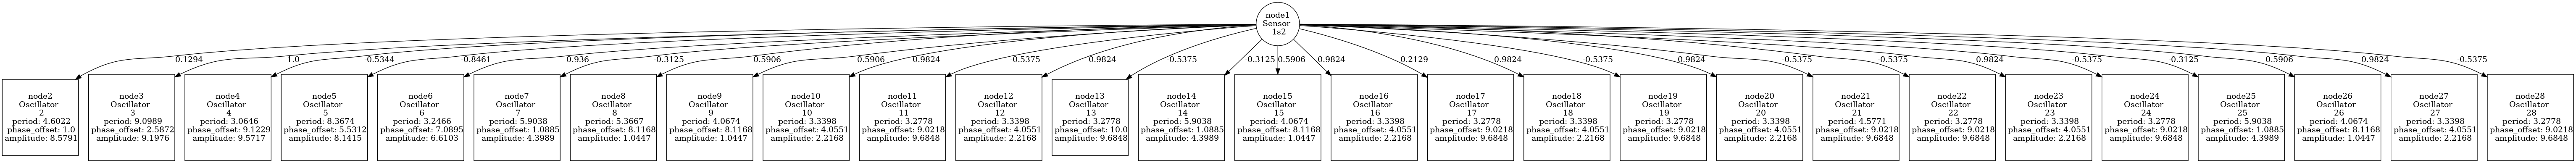 node1
Sensor
1s2
0.1294
1.0
-0.5344
-0.8461
0.936
-0.3125
0.5906
0.5906
0.9824
-0.5375
0.9824
-0.5375
-0.3125
0.5906
0.9824
0.2129
0.9824
-0.5375
0.9824
-0.5375
-0.5375
0.9824
-0.5375
-0.3125
0.5906
0.9824
-0.5375
node2
Oscillator
2
period: 4.6022
phase_offset: 1.0
amplitude: 8.5791
node3
Oscillator
3
period: 9.0989
phase_offset: 2.5872
amplitude: 9.1976
node4
Oscillator
4
period: 3.0646
phase_offset: 9.1229
amplitude: 9.5717
node5
Oscillator
5
period: 8.3674
phase_offset: 5.5312
amplitude: 8.1415
node6
Oscillator
6
period: 3.2466
phase_offset: 7.0895
amplitude: 6.6103
node7
Oscillator
7
period: 5.9038
phase_offset: 1.0885
amplitude: 4.3989
node8
Oscillator
8
period: 5.3667
phase_offset: 8.1168
amplitude: 1.0447
node9
Oscillator
9
period: 4.0674
phase_offset: 8.1168
amplitude: 1.0447
node10
Oscillator
10
period: 3.3398
phase_offset: 4.0551
amplitude: 2.2168
node11
Oscillator
11
period: 3.2778
phase_offset: 9.0218
amplitude: 9.6848
node12
Oscillator
12
period: 3.3398
phase_offset: 4.0551
amplitude: 2.2168
node13
Oscillator
13
period: 3.2778
phase_offset: 10.0
amplitude: 9.6848
node14
Oscillator
14
period: 5.9038
phase_offset: 1.0885
amplitude: 4.3989
node15
Oscillator
15
period: 4.0674
phase_offset: 8.1168
amplitude: 1.0447
node16
Oscillator
16
period: 3.3398
phase_offset: 4.0551
amplitude: 2.2168
node17
Oscillator
17
period: 3.2778
phase_offset: 9.0218
amplitude: 9.6848
node18
Oscillator
18
period: 3.3398
phase_offset: 4.0551
amplitude: 2.2168
node19
Oscillator
19
period: 3.2778
phase_offset: 9.0218
amplitude: 9.6848
node20
Oscillator
20
period: 3.3398
phase_offset: 4.0551
amplitude: 2.2168
node21
Oscillator
21
period: 4.5771
phase_offset: 9.0218
amplitude: 9.6848
node22
Oscillator
22
period: 3.2778
phase_offset: 9.0218
amplitude: 9.6848
node23
Oscillator
23
period: 3.3398
phase_offset: 4.0551
amplitude: 2.2168
node24
Oscillator
24
period: 3.2778
phase_offset: 9.0218
amplitude: 9.6848
node25
Oscillator
25
period: 5.9038
phase_offset: 1.0885
amplitude: 4.3989
node26
Oscillator
26
period: 4.0674
phase_offset: 8.1168
amplitude: 1.0447
node27
Oscillator
27
period: 3.3398
phase_offset: 4.0551
amplitude: 2.2168
node28
Oscillator
28
period: 3.2778
phase_offset: 9.0218
amplitude: 9.6848